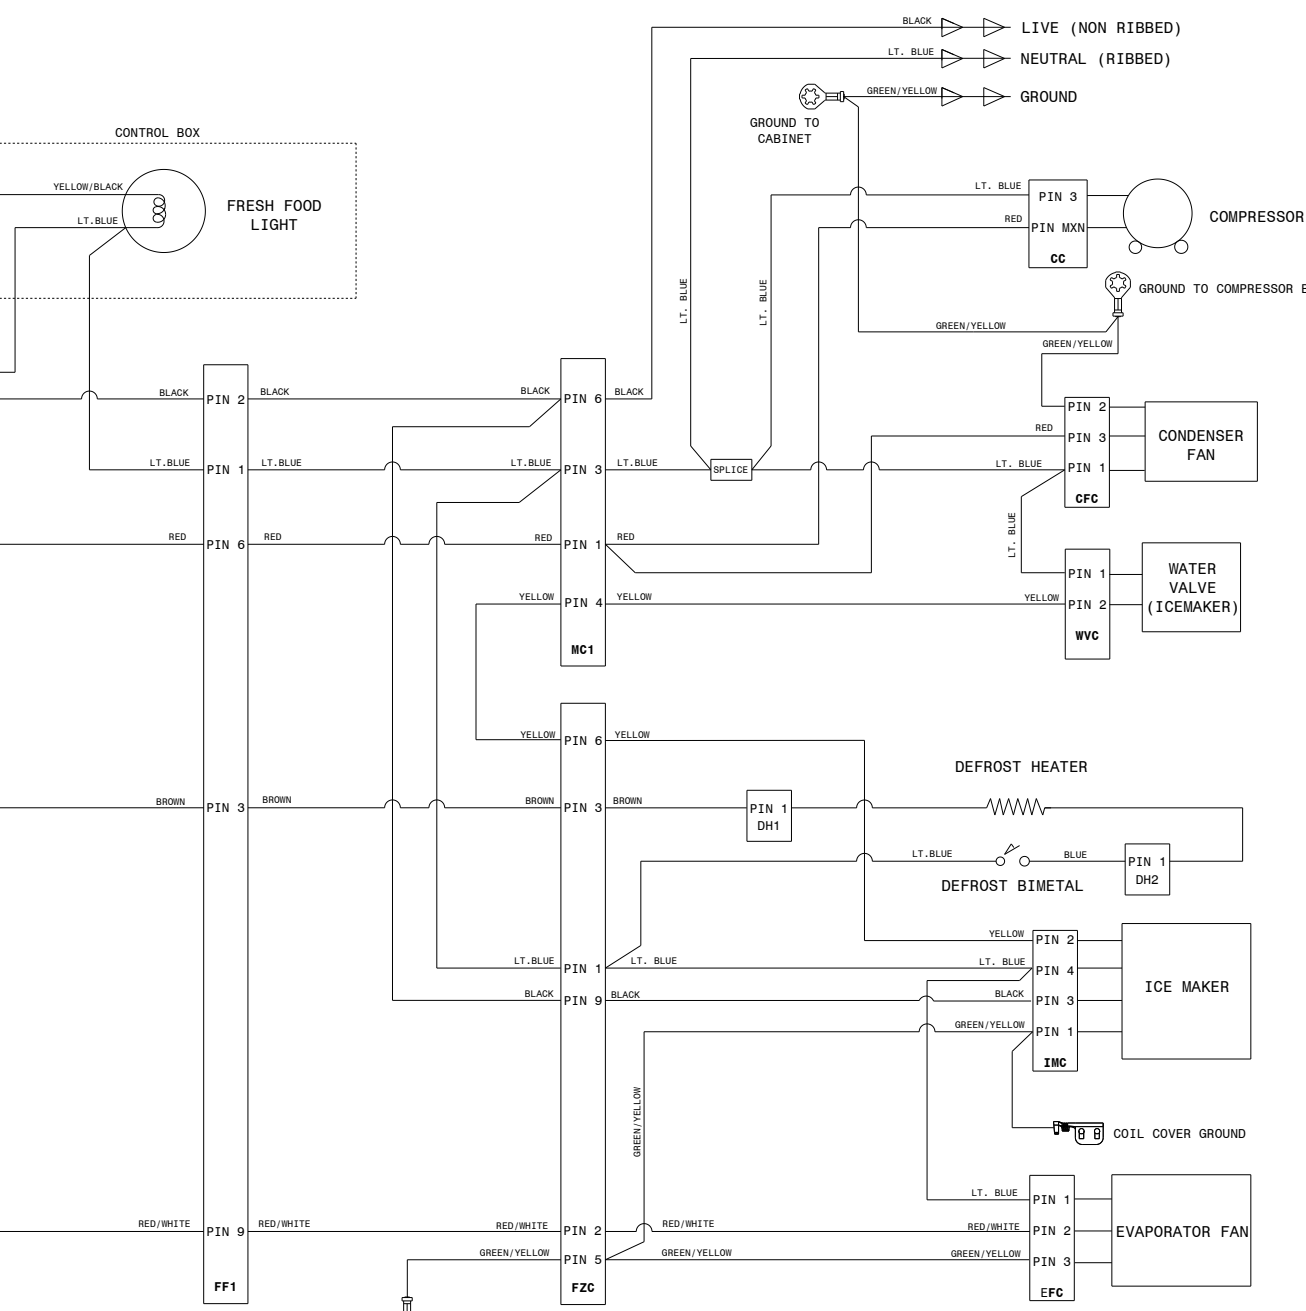 BLACK
LIVE (NON RIBBED)
LT. BLUE
NEUTRAL (RIBBED)
GREEN/YELLOW
GROUND
GROUND TO
CABINET
CONTROL BOX
YELLOW/BLACK
LT.BLUE
FRESH FOOD
LIGHT
LT. BLUE
PIN 3
RED
PIN MXN
CC
COMPRESSOR
LT. BLUE
LT. BLUE
GROUND TO COMPRESSOR
GREEN/YELLOW
GREEN/YELLOW
BLACK
PIN 2
BLACK
BLACK
PIN 6
BLACK
PIN 2
RED
PIN 3
CONDENSER
FAN
LT.BLUE
PIN 1
LT.BLUE
LT.BLUE
PIN 3
LT.BLUE
SPLICE
LT. BLUE
PIN 1
CFC
LT. BLUE
RED
PIN 6
RED
RED
PIN 1
RED
PIN 1
WATER
VALVE
(ICEMAKER)
YELLOW
PIN 4
YELLOW
YELLOW
PIN 2
WVC
MC1
YELLOW
PIN 6
YELLOW
DEFROST HEATER
BROWN
PIN 3
BROWN
BROWN
PIN 3
BROWN
PIN 1
DH1
LT.BLUE
BLUE
PIN 1
DH2
DEFROST BIMETAL
YELLOW
PIN 2
LT.BLUE
PIN 1
LT. BLUE
LT. BLUE
PIN 4
ICE MAKER
BLACK
PIN 9
BLACK
BLACK
PIN 3
GREEN/YELLOW
PIN 1
IMC
GREEN/YELLOW
COIL COVER GROUND
LT. BLUE
PIN 1
RED/WHITE
PIN 9
RED/WHITE
RED/WHITE
PIN 2
RED/WHITE
RED/WHITE
PIN 2
EVAPORATOR FAN
GREEN/YELLOW
PIN 5
GREEN/YELLOW
GREEN/YELLOW
PIN 3
FF1
FZC
EFC